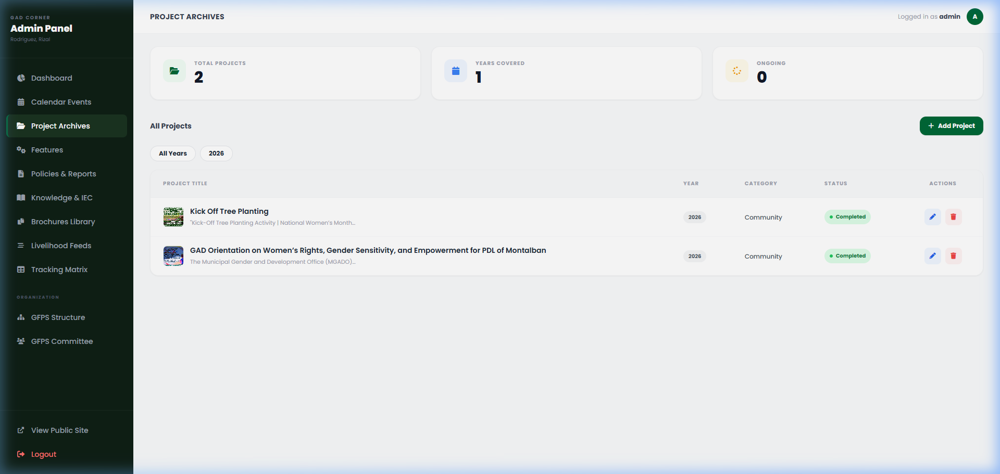 GAD CORNER
Admin Panel
Rodriguez, Rizal
Dashboard
Calendar Events
Project Archives
Features
Policies & Reports
Knowledge & IEC
Brochures Library
Livelihood Feeds
Tracking Matrix
ORGANIZATION
GFPS Structure
GFPS Committee
View Public Site
Logout
PROJECT ARCHIVES
Logged in as admin
A
TOTAL PROJECTS
2
YEARS COVERED
1
ONGOING
0
All Projects
+ Add Project
All Years
2026
PROJECT TITLE YEAR CATEGORY STATUS ACTIONS
Kick Off Tree Planting
"Kick-Off Tree Planting Activity | National Women's Month...
2026 Community Completed
GAD Orientation on Women's Rights, Gender Sensitivity, and Empowerment for PDL of Montalban
The Municipal Gender and Development Office (MGADO)...
2026 Community Completed